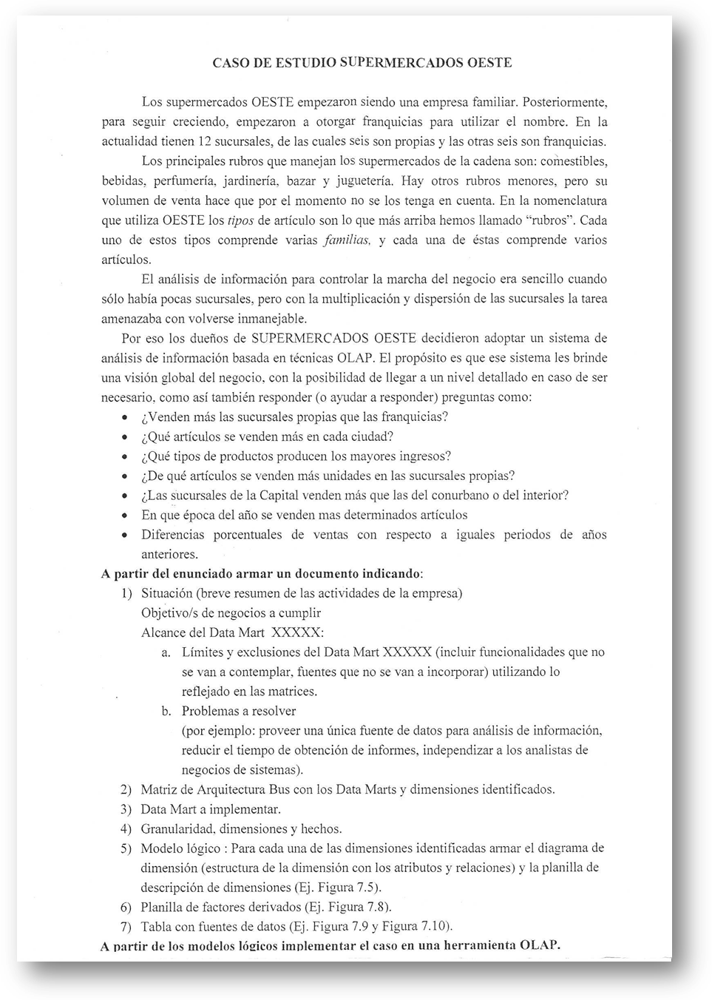 CASO DE ESTUDIO SUPERMERCADOS OESTE
Los supermercados OESTE empezaron siendo una empresa familiar. Posteriormente,
para seguir creciendo, empezaron a otorgar franquicias para utilizar el nombre. En la
actualidad tienen 12 sucursales, de las cuales seis son propias y las otras seis son franquicias.
Los principales rubros que manejan los supermercados de la cadena son: comestibles,
bebidas, perfumería, jardinería, bazar y juguetería. Hay otros rubros menores, pero su
volumen de venta hace que por el momento no se los tenga en cuenta. En la nomenclatura
que utiliza OESTE los tipos de artículo son lo que más arriba hemos llamado “rubros”. Cada
uno de estos tipos comprende varias familias, y cada una de éstas comprende varios
artículos.
El análisis de información para controlar la marcha del negocio era sencillo cuando
sólo había pocas sucursales, pero con la multiplicación y dispersión de las sucursales la tarea
amenazaba con volverse inmanejable.
Por eso los dueños de SUPERMERCADOS OESTE decidieron adoptar un sistema de
análisis de información basada en técnicas OLAP. El propósito es que ese sistema les brinde
una visión global del negocio, con la posibilidad de llegar a un nivel detallado en caso de ser
necesario, como así también responder (o ayudar a responder) preguntas como:
• ¿Venden más las sucursales propias que las franquicias?
• ¿Qué artículos se venden más en cada ciudad?
• ¿Qué tipos de productos producen los mayores ingresos?
• ¿De qué artículos se venden más unidades en las sucursales propias?
• ¿Las sucursales de la Capital venden más que las del conurbano o del interior?
• En que época del año se venden mas determinados artículos
• Diferencias porcentuales de ventas con respecto a iguales periodos de años
anteriores.
A partir del enunciado armar un documento indicando:
1) Situación (breve resumen de las actividades de la empresa)
Objetivo/s de negocios a cumplir
Alcance del Data Mart XXXXX:
a. Límites y exclusiones del Data Mart XXXXX (incluir funcionalidades que no
se van a contemplar, fuentes que no se van a incorporar) utilizando lo
reflejado en las matrices.
b. Problemas a resolver
(por ejemplo: proveer una única fuente de datos para análisis de información,
reducir el tiempo de obtención de informes, independizar a los analistas de
negocios de sistemas).
2) Matriz de Arquitectura Bus con los Data Marts y dimensiones identificados.
3) Data Mart a implementar.
4) Granularidad, dimensiones y hechos.
5) Modelo lógico : Para cada una de las dimensiones identificadas armar el diagrama de
dimensión (estructura de la dimensión con los atributos y relaciones) y la planilla de
descripción de dimensiones (Ej. Figura 7.5).
6) Planilla de factores derivados (Ej. Figura 7.8).
7) Tabla con fuentes de datos (Ej. Figura 7.9 y Figura 7.10).
A partir de los modelos lógicos implementar el caso en una herramienta OLAP.